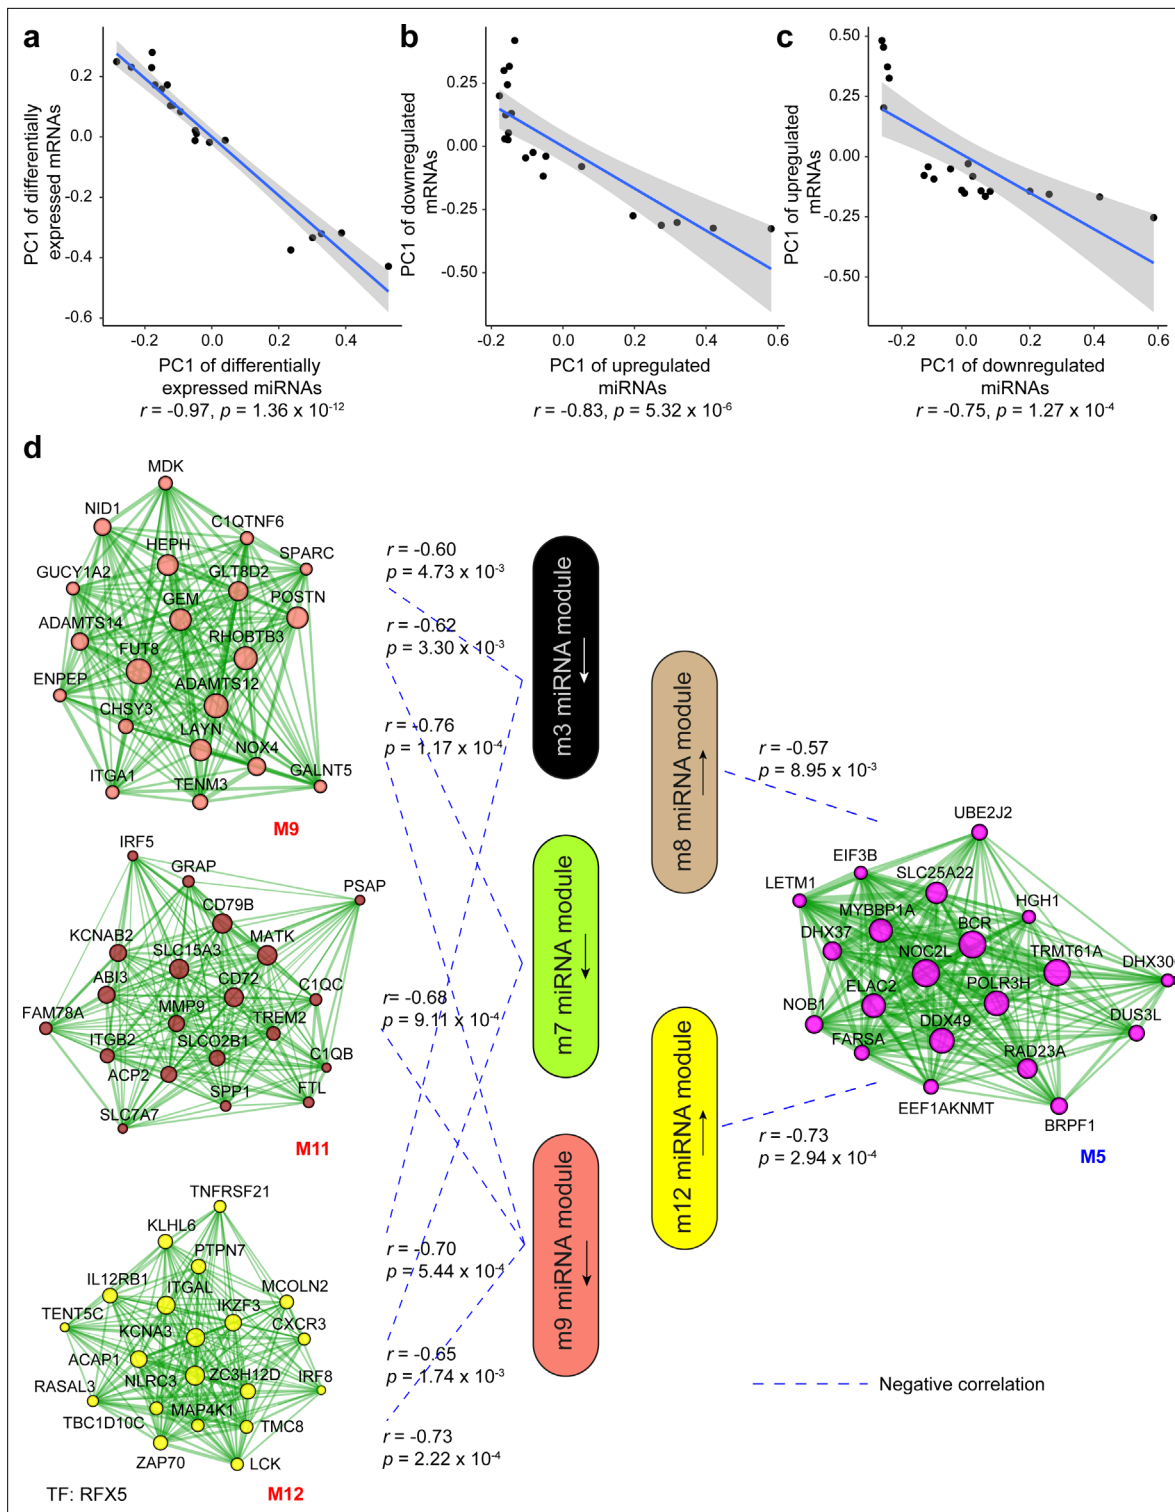 a
0.2
0.0
-0.2
-0.4
-0.6
PC1 of differentially
expressed mRNAs
-0.2
0.0
0.2
0.4
PC1 of differentially
expressed miRNAs
r = -0.97, p = 1.36 x 10-12
b
0.25
0.00
-0.25
-0.50
PC1 of downregulated
mRNAs
0.0
0.2
0.4
0.6
PC1 of upregulated
miRNAs
r = -0.83, p = 5.32 x 10-6
c
0.50
0.25
0.00
-0.25
-0.50
PC1 of upregulated
mRNAs
-0.2
0.0
0.2
0.4
0.6
PC1 of downregulated
miRNAs
r = -0.75, p = 1.27 x 10-4
d
MDK
NID1
C1QTNF6
HEPH
SPARC
GUCY1A2
GLT8D2
GEM
POSTN
ADAMTS14
RHOBTB3
FUT8
ENPEP
ADAMTS12
CHSY3
LAYN
NOX4
ITGA1
TENM3
GALNT5
M9
IRF5
GRAP
PSAP
CD79B
KCNAB2
SLC15A3
MATK
ABI3
CD72
C1QC
FAM78A
MMP9
TREM2
ITGB2
SLCO2B1
C1QB
ACP2
SPP1
FTL
SLC7A7
M11
TNFRSF21
KLHL6
PTPN7
IL12RB1
ITGAL
MCOLN2
TENT5C
IKZF3
CXCR3
KCNA3
ACAP1
NLRC3
ZC3H12D
IRF8
RASAL3
MAP4K1
TBC1D10C
TMC8
ZAP70
LCK
TF: RFX5
M12
r = -0.60
p = 4.73 x 10-3
r = -0.62
p = 3.30 x 10-3
r = -0.76
p = 1.17 x 10-4
r = -0.68
p = 9.11 x 10-4
r = -0.70
p = 5.44 x 10-4
r = -0.65
p = 1.74 x 10-3
r = -0.73
p = 2.22 x 10-4
m3 miRNA module ↓
m7 miRNA module ↓
m9 miRNA module ↓
m8 miRNA module ↑
m12 miRNA module ↑
r = -0.57
p = 8.95 x 10-3
r = -0.73
p = 2.94 x 10-4
UBE2J2
EIF3B
SLC25A22
LETM1
HGH1
MYBBP1A
BCR
DHX37
NOC2L
TRMT61A
DHX30
ELAC2
POLR3H
NOB1
DUS3L
DDX49
FARSA
RAD23A
EEF1AKNMT
BRPF1
M5
Negative correlation